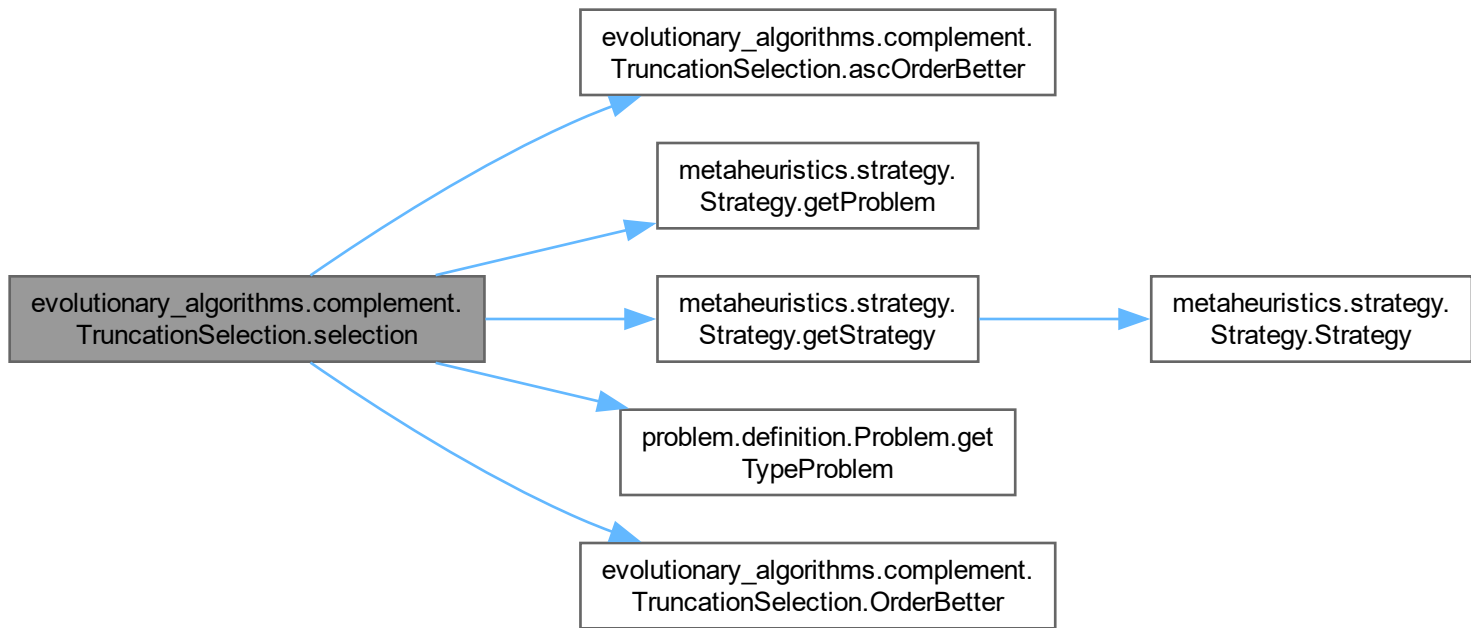 evolutionary_algorithms.complement.
TruncationSelection.selection
evolutionary_algorithms.complement.
TruncationSelection.ascOrderBetter
metaheuristics.strategy.
Strategy.getProblem
metaheuristics.strategy.
Strategy.getStrategy
metaheuristics.strategy.
Strategy.Strategy
problem.definition.Problem.get
TypeProblem
evolutionary_algorithms.complement.
TruncationSelection.OrderBetter